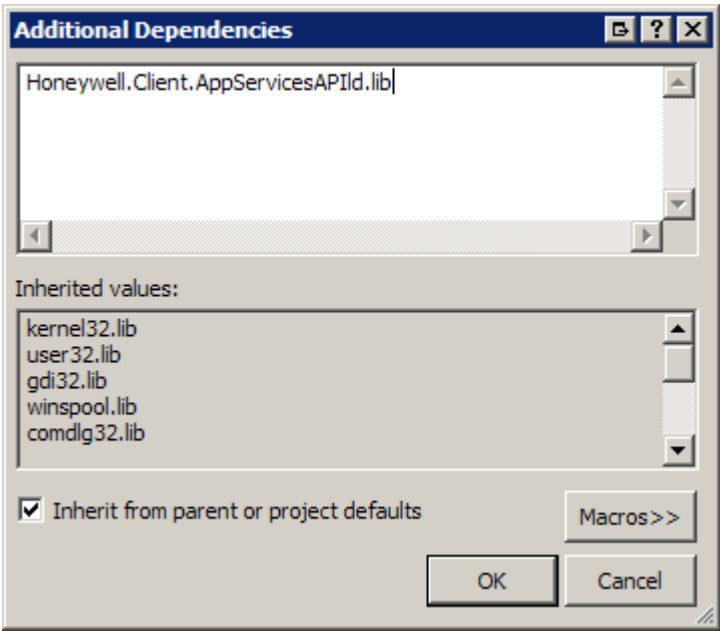 Additional Dependencies
Honeywell.Client.AppServicesAPIld.lib
Inherited values:
kernel32.lib
user32.lib
gdi32.lib
winspool.lib
comdlg32.lib
Inherit from parent or project defaults
Macros>>
OK
Cancel